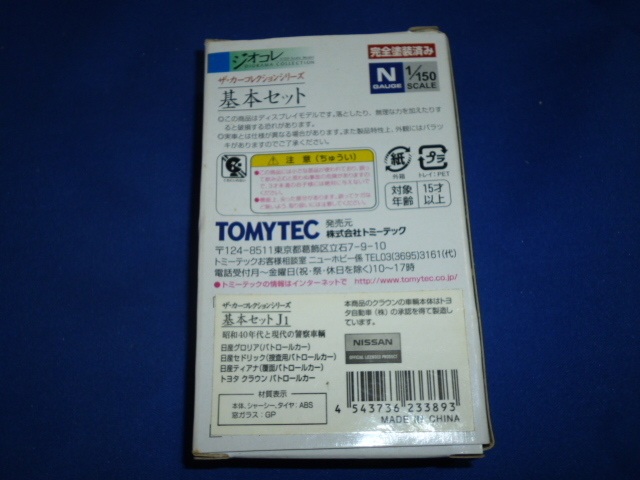 ジオコレ
DIORAMA COLLECTION
完全塗装済み
ザ・カーコレクションシリーズ
基本セット
N
GAUGE
1/150
SCALE
◎この商品はディスプレイモデルです。落としたり、無理な力を加えたりす
ると破損する恐れがあります。
◎実車とは仕様が異なる場合があります。また製品特性上、外観にはバラツ
キがありますのでご了承ください。
⚠ 注意(ちゅうい)
紙
外箱
プラ
トレイ:PET
対象
年齢
15才
以上
TOMYTEC
発売元
株式会社トミーテック
〒124-8511東京都葛飾区立石7-9-10
トミーテックお客様相談室 ニューホビー係 TEL03(3695)3161(代)
電話受付月〜金曜日(祝・祭・休日を除く)10〜17時
●トミーテックの情報はインターネットで http://www.tomytec.co.jp/
ザ・カーコレクションシリーズ
基本セットJ1
昭和40年代と現代の警察車輌
日産グロリア(パトロールカー)
日産セドリック(捜査用パトロールカー)
日産ティアナ(覆面パトロールカー)
トヨタ クラウン パトロールカー
材質表示
本体、シャーシー、タイヤ:ABS
窓ガラス:GP
本商品のクラウンの車輌本体はトヨ
タ自動車(株)の承認を得て製造し
ています。
NISSAN
OFFICIAL LICENSED PRODUCT
4 543736 233893
MADE IN CHINA